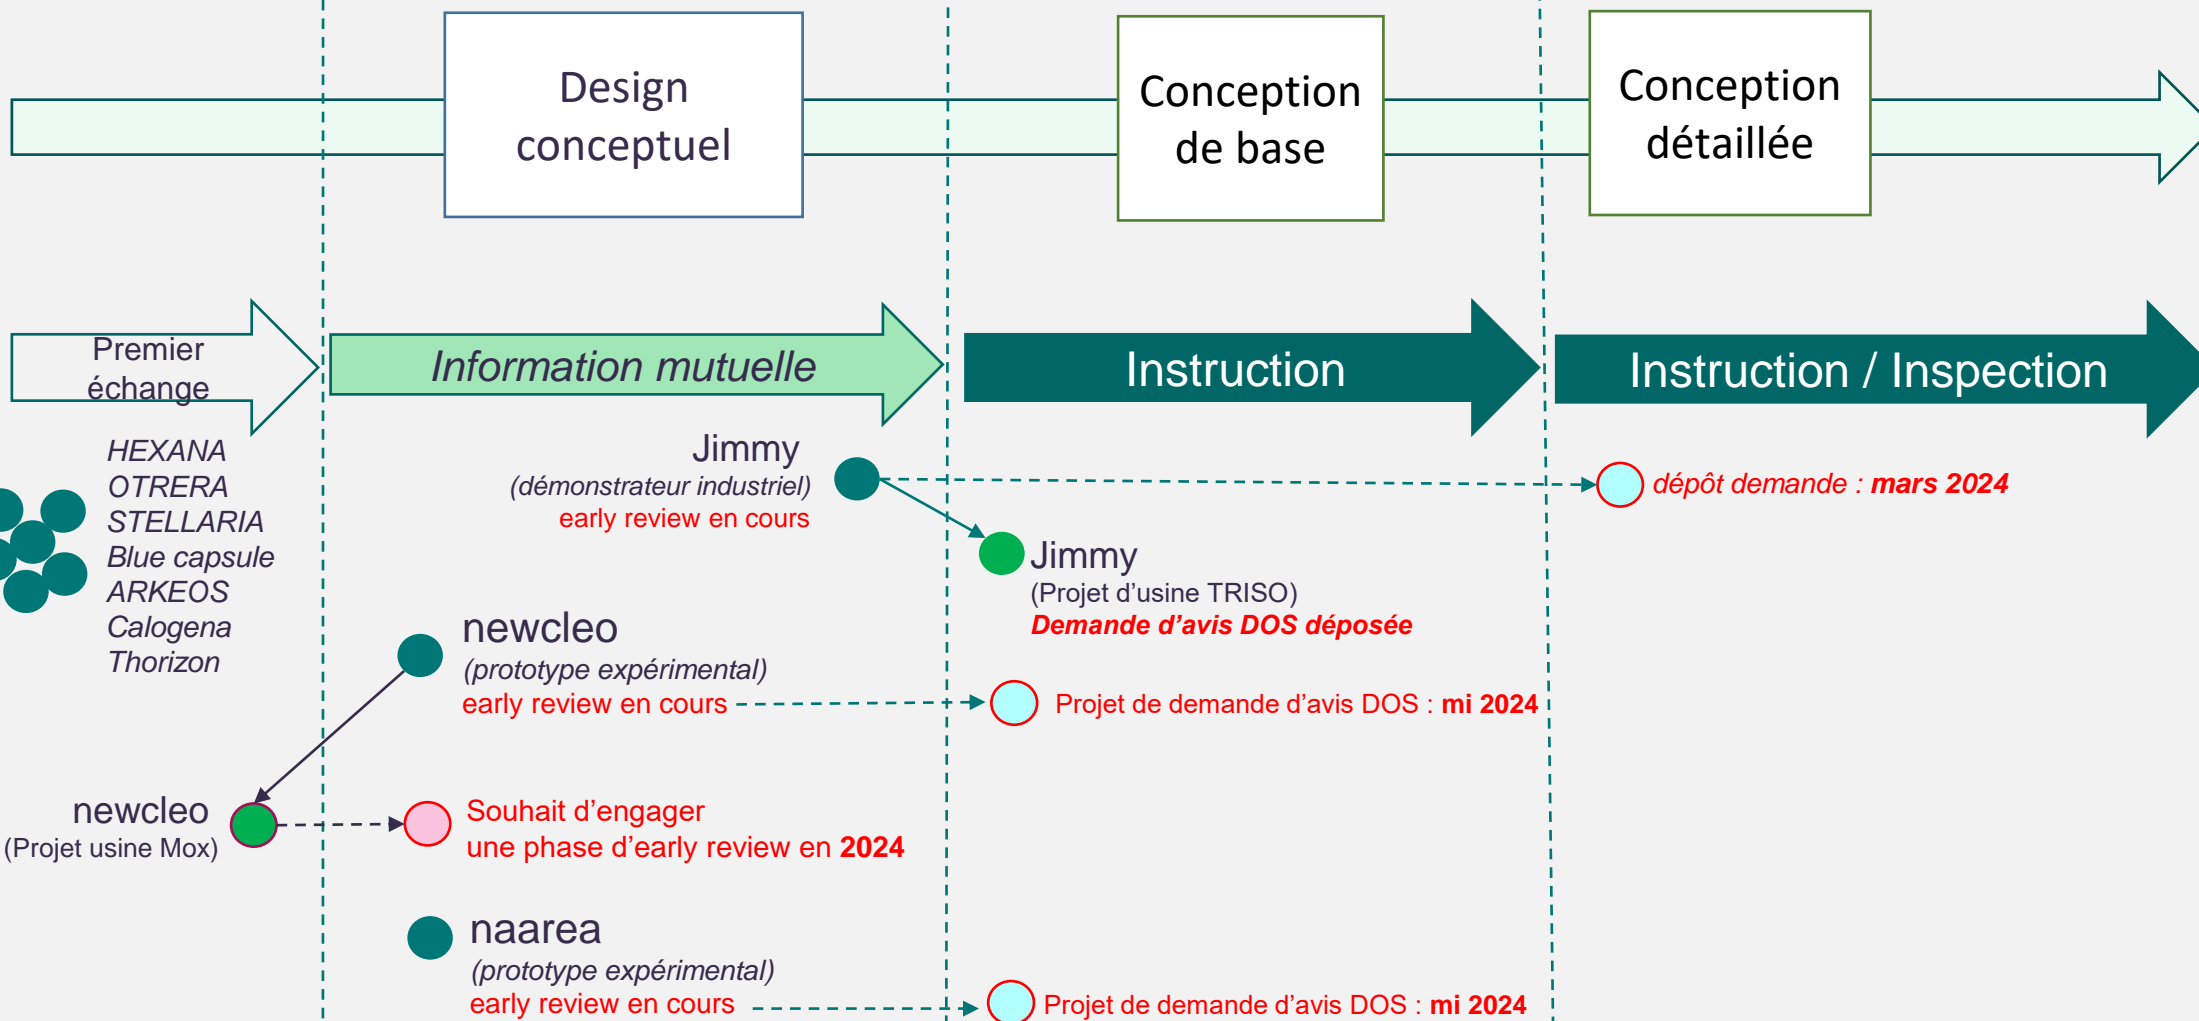 Design
conceptuel
Conception
de base
Conception
détaillée
Premier
échange
Information mutuelle
Instruction
Instruction / Inspection
HEXANA
OTRERA
STELLARIA
Blue capsule
ARKEOS
Calogena
Thorizon
Jimmy
(démonstrateur industriel)
early review en cours
dépôt demande : mars 2024
Jimmy
(Projet d'usine TRISO)
Demande d'avis DOS déposée
newcleo
(prototype expérimental)
early review en cours
Projet de demande d'avis DOS : mi 2024
newcleo
(Projet usine Mox)
Souhait d'engager
une phase d'early review en 2024
naarea
(prototype expérimental)
early review en cours
Projet de demande d'avis DOS : mi 2024